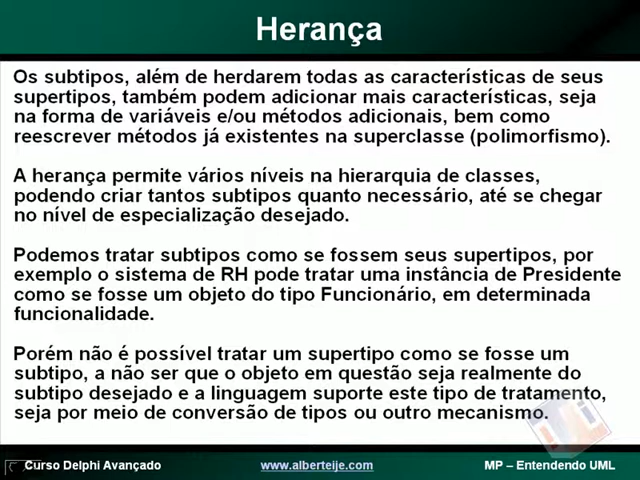 Herança
Os subtipos, além de herdarem todas as características de seus
supertipos, também podem adicionar mais características, seja
na forma de variáveis e/ou métodos adicionais, bem como
reescrever métodos já existentes na superclasse (polimorfismo).
A herança permite vários níveis na hierarquia de classes,
podendo criar tantos subtipos quanto necessário, até se chegar
no nível de especialização desejado.
Podemos tratar subtipos como se fossem seus supertipos, por
exemplo o sistema de RH pode tratar uma instância de Presidente
como se fosse um objeto do tipo Funcionário, em determinada
funcionalidade.
Porém não é possível tratar um supertipo como se fosse um
subtipo, a não ser que o objeto em questão seja realmente do
subtipo desejado e a linguagem suporte este tipo de tratamento,
seja por meio de conversão de tipos ou outro mecanismo.
Curso Delphi Avançado
www.alberteije.com
MP – Entendendo UML